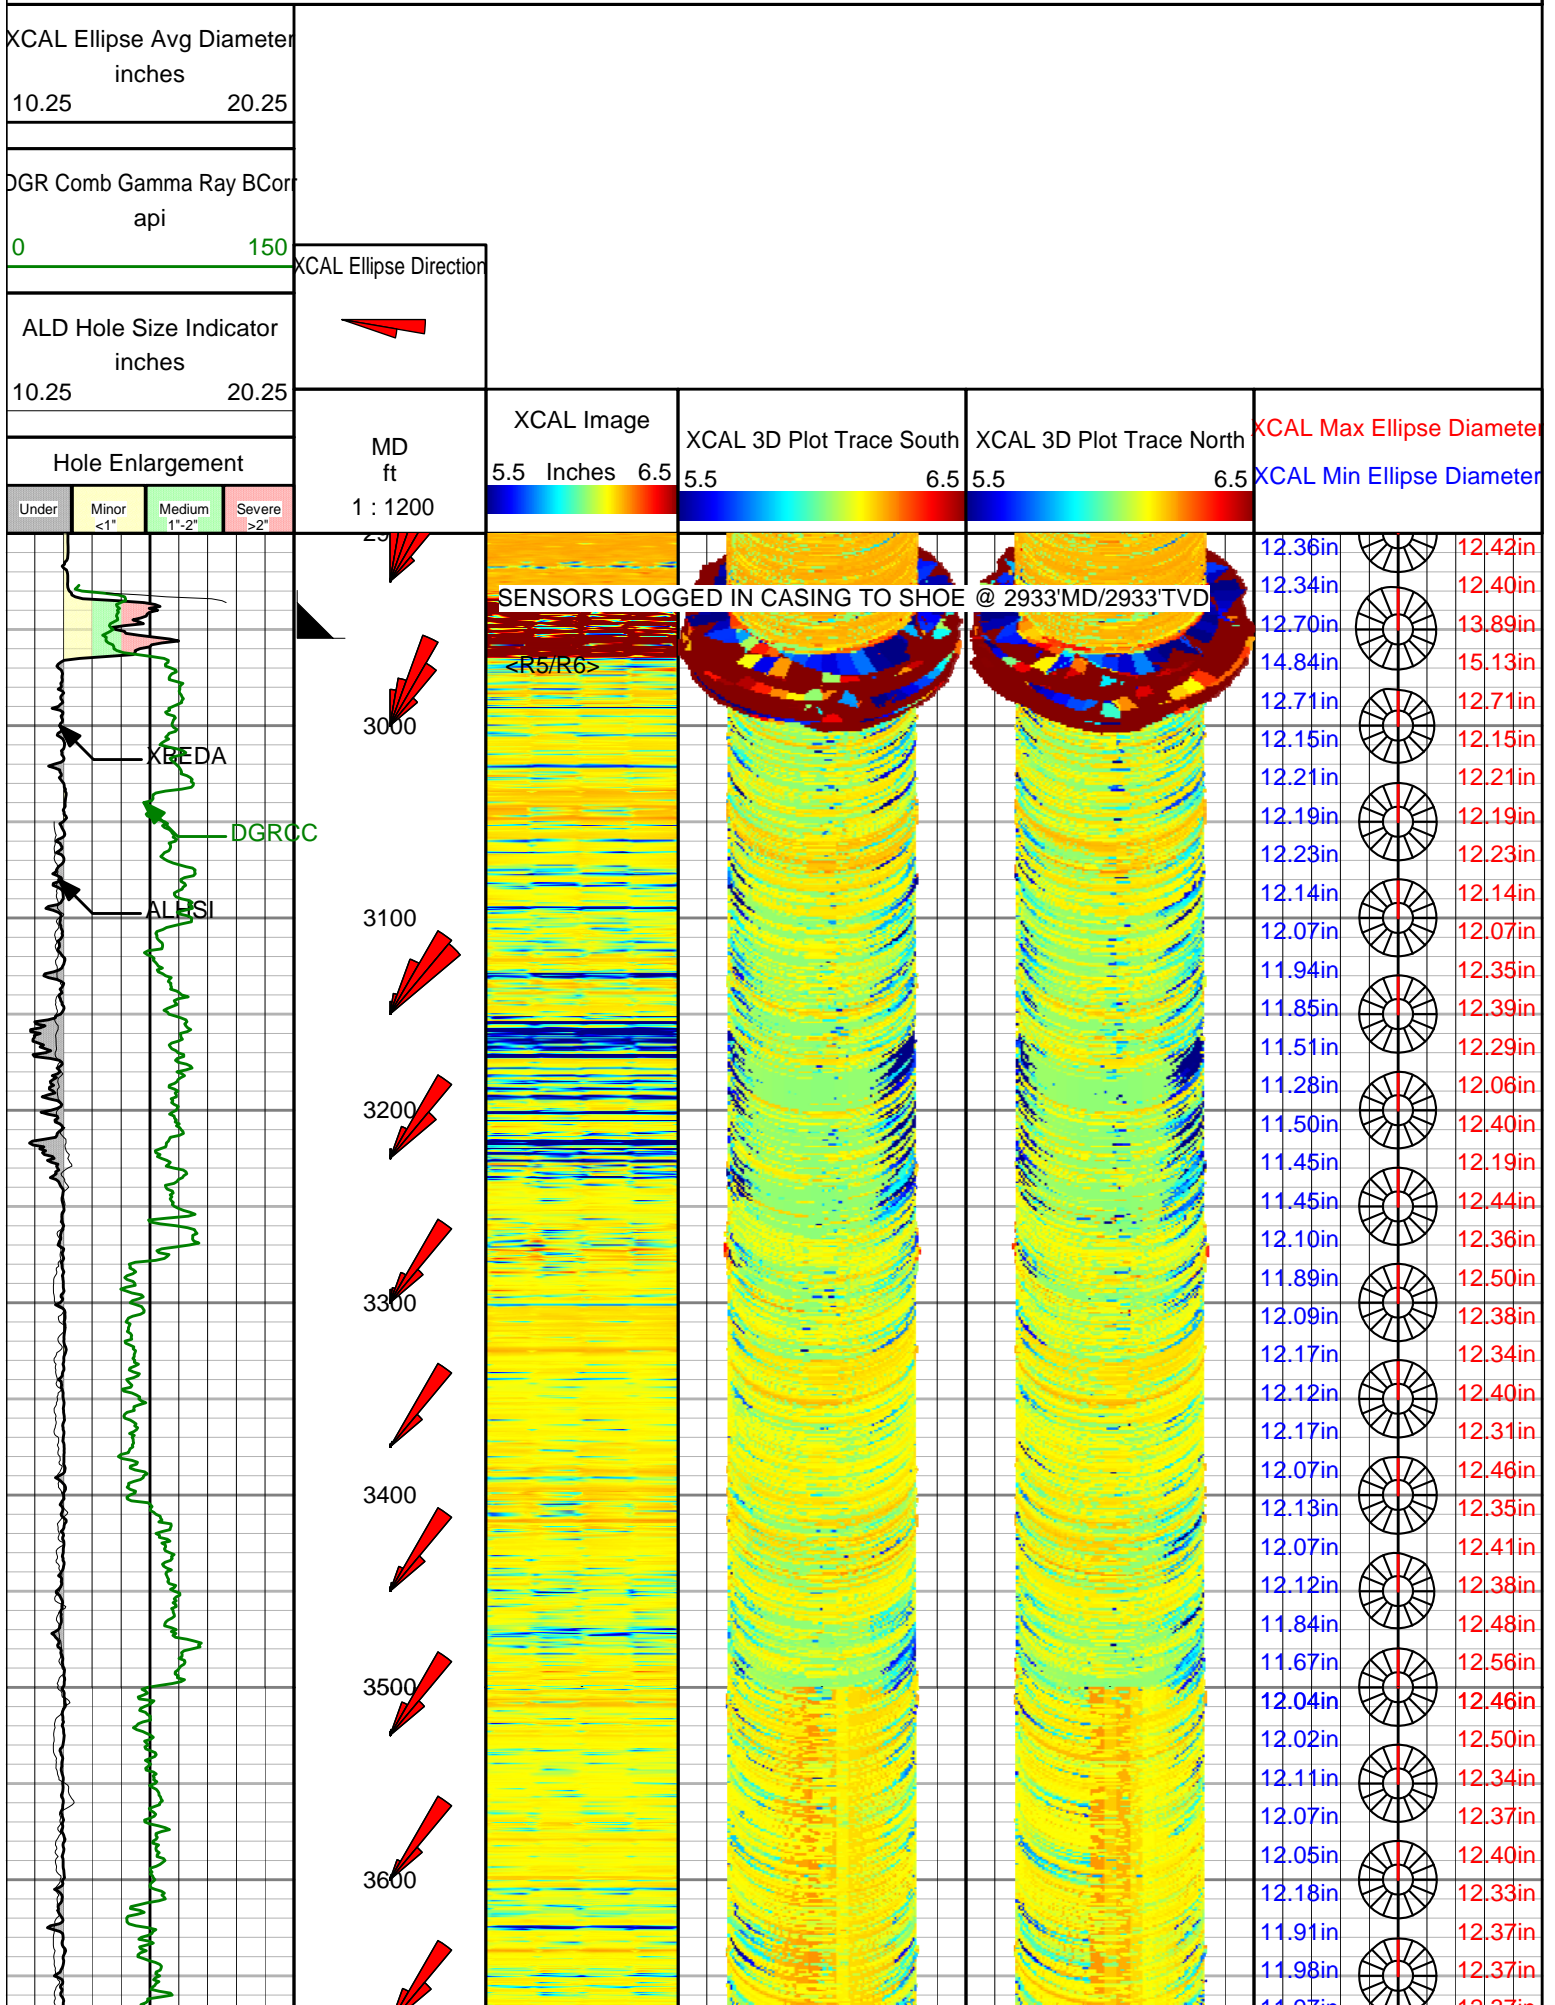 XCAL Ellipse Avg Diameter
inches
10.25 20.25
DGR Comb Gamma Ray BCorr
api
0 150
XCAL Ellipse Direction
ALD Hole Size Indicator
inches
10.25 20.25
Hole Enlargement
Under
Minor
<1"
Medium
1"-2"
Severe
>2"
MD
ft
1 : 1200
XCAL Image
5.5 Inches 6.5
XCAL 3D Plot Trace South
5.5 6.5
XCAL 3D Plot Trace North
5.5 6.5
XCAL Max Ellipse Diameter
XCAL Min Ellipse Diameter
12.36in 12.42in
12.34in 12.40in
SENSORS LOGGED IN CASING TO SHOE @ 2933'MD/2933'TVD
12.70in 13.89in
<R5/R6>
14.84in 15.13in
12.71in 12.71in
3000
12.15in 12.15in
XBEDA
12.21in 12.21in
12.19in 12.19in
DGRCC
12.23in 12.23in
12.14in 12.14in
ALHSI
3100
12.07in 12.07in
11.94in 12.35in
11.85in 12.39in
11.51in 12.29in
11.28in 12.06in
3200
11.50in 12.40in
11.45in 12.19in
11.45in 12.44in
12.10in 12.36in
11.89in 12.50in
3300
12.09in 12.38in
12.17in 12.34in
12.12in 12.40in
12.17in 12.31in
12.07in 12.46in
3400
12.13in 12.35in
12.07in 12.41in
12.12in 12.38in
11.84in 12.48in
11.67in 12.56in
3500
12.04in 12.46in
12.02in 12.50in
12.11in 12.34in
12.07in 12.37in
12.05in 12.40in
3600
12.18in 12.33in
11.91in 12.37in
11.98in 12.37in